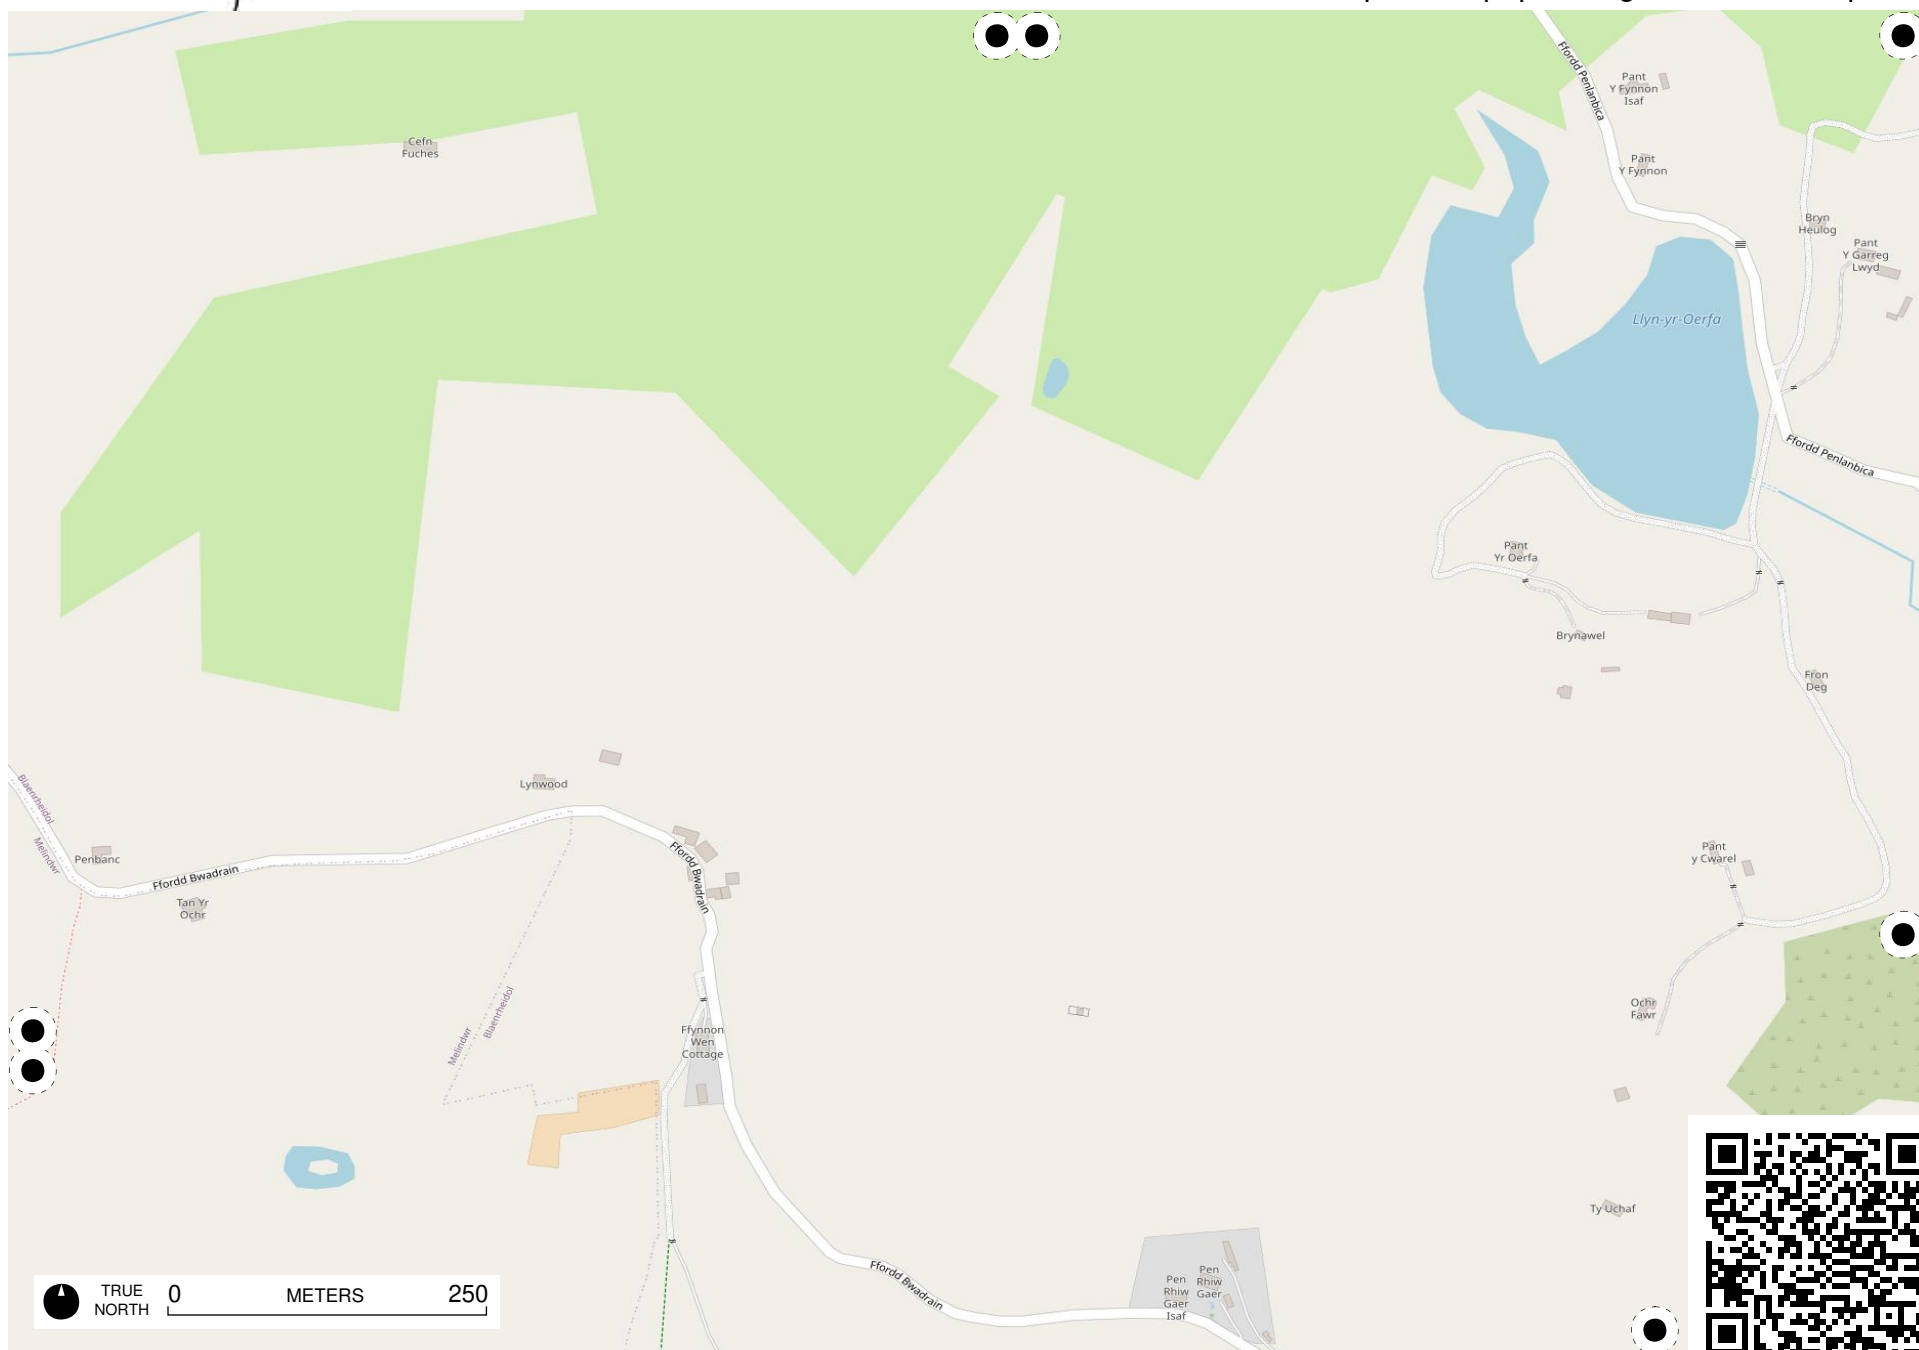 Ffordd Penlanbica
Pant
Y Fynnon
Isaf
Cefn
Fuches
Pant
Y Fynnon
Bryn
Heulog
Pant
Y Garreg
Lwyd
Llyn-yr-Oerfa
Ffordd Penlanbica
Pant
Yr Oerfa
Brynawel
Fron
Deg
Blaenrheidol
Melindwr
Lynwood
Penbanc
Ffordd Bwadrain
Ffordd Bwadrain
Tan Yr
Ochr
Pant
y Cwarel
Melindwr
Blaenrheidol
Ochr
Fawr
Ffynnon
Wen
Cottage
Ty Uchaf
Ffordd Bwadrain
Pen
Rhiw
Gaer
Isaf
Pen
Rhiw
Gaer
TRUE
NORTH
0 METERS 250